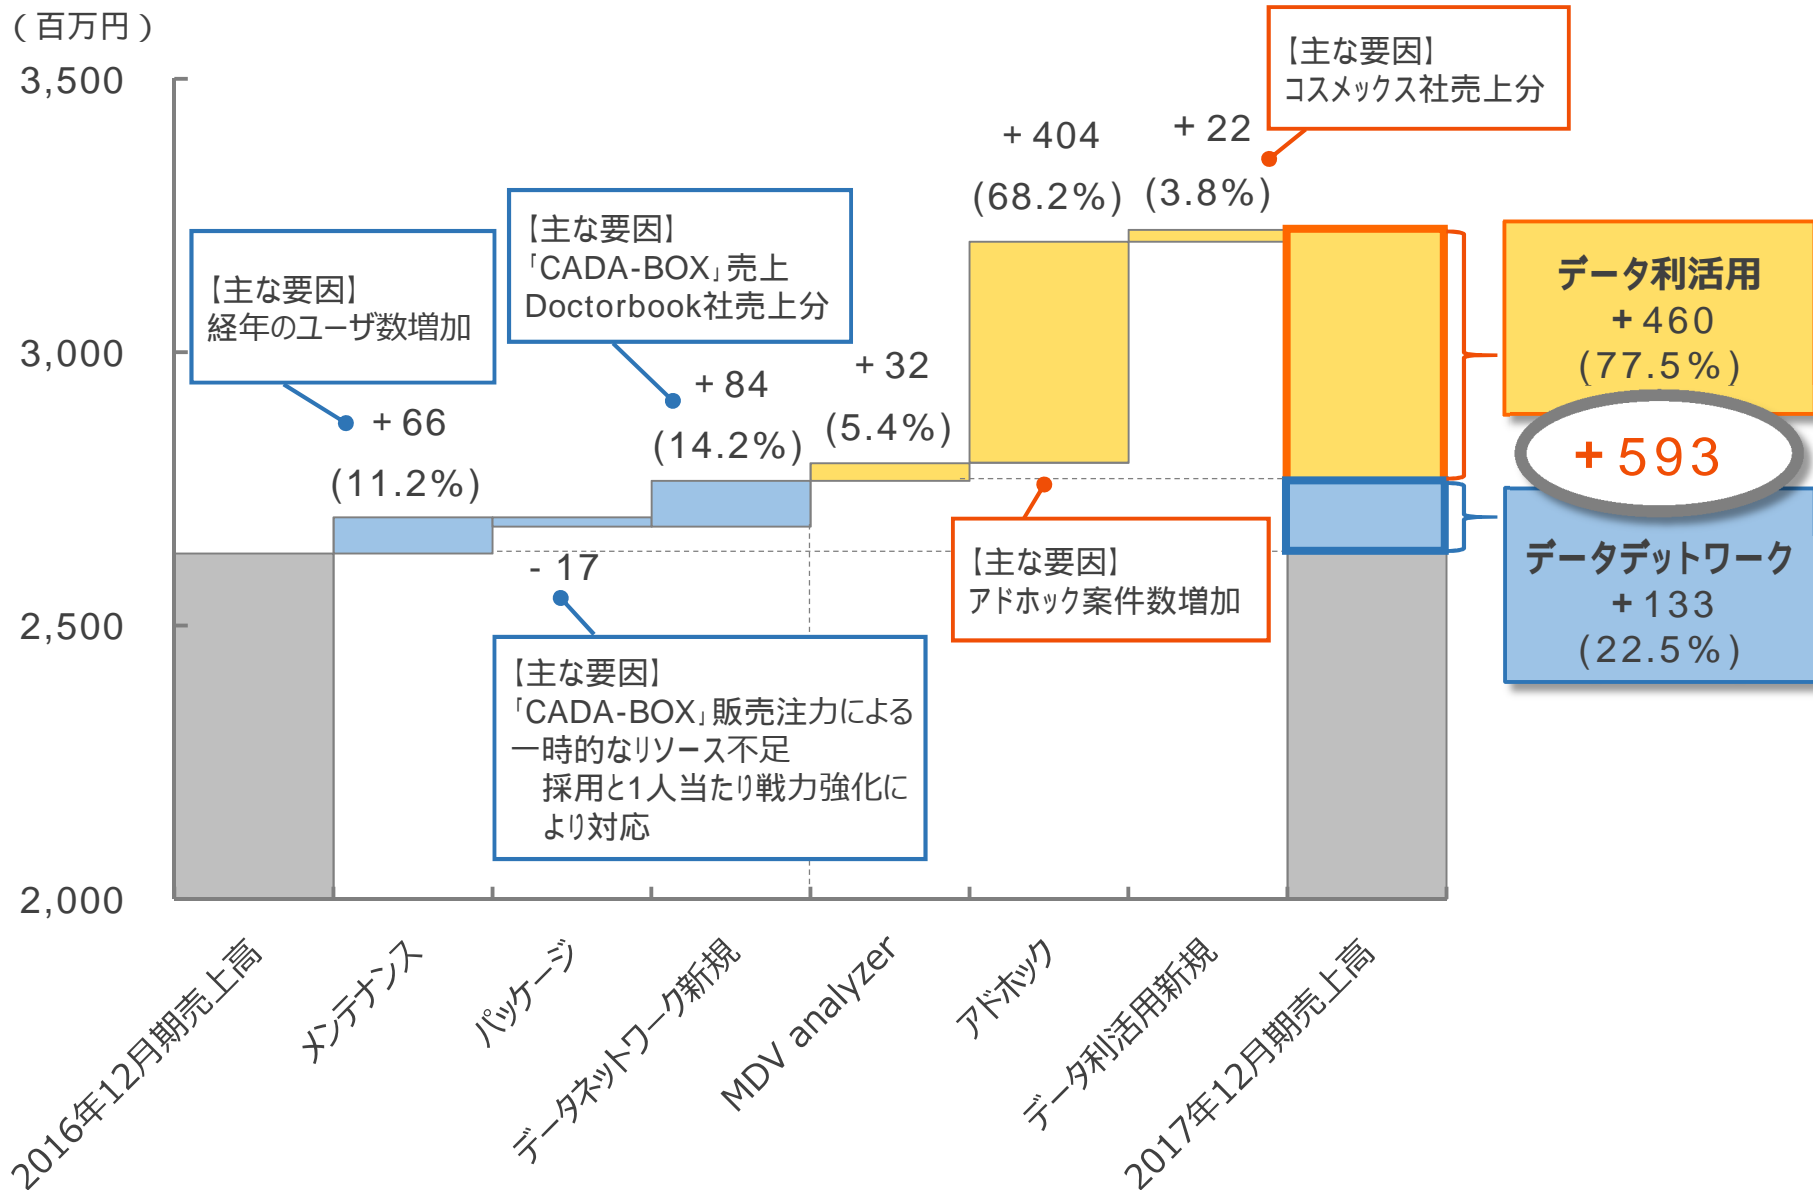 （百万円）
3,500
3,000
2,500
2,000
【主な要因】
経年のユーザ数増加
+66
(11.2%)
【主な要因】
「CADA-BOX」売上
Doctorbook社売上分
+84
(14.2%)
-17
【主な要因】
「CADA-BOX」販売注力による
一時的なリソース不足
採用と1人当たり戦力強化に
より対応
+32
(5.4%)
+404
(68.2%)
【主な要因】
アドホック案件数増加
+22
(3.8%)
【主な要因】
コスメックス社売上分
データ利活用
+460
(77.5%)
+593
データデットワーク
+133
(22.5%)
2016年12月期売上高
メンテナンス
パッケージ
データネットワーク新規
MDV analyzer
アドホック
データ利活用新規
2017年12月期売上高